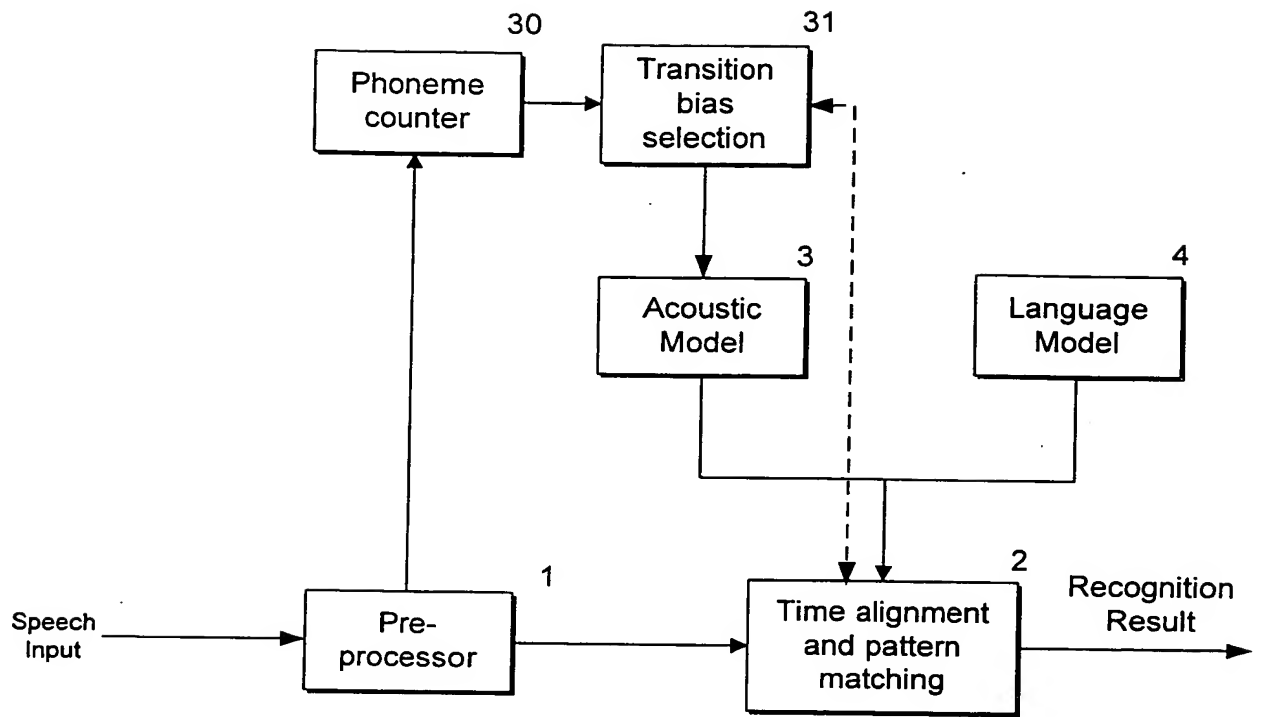 30
Phoneme
counter
31
Transition
bias
selection
3
Acoustic
Model
4
Language
Model
Speech
Input
1
Pre-
processor
2
Time alignment
and pattern
matching
Recognition
Result